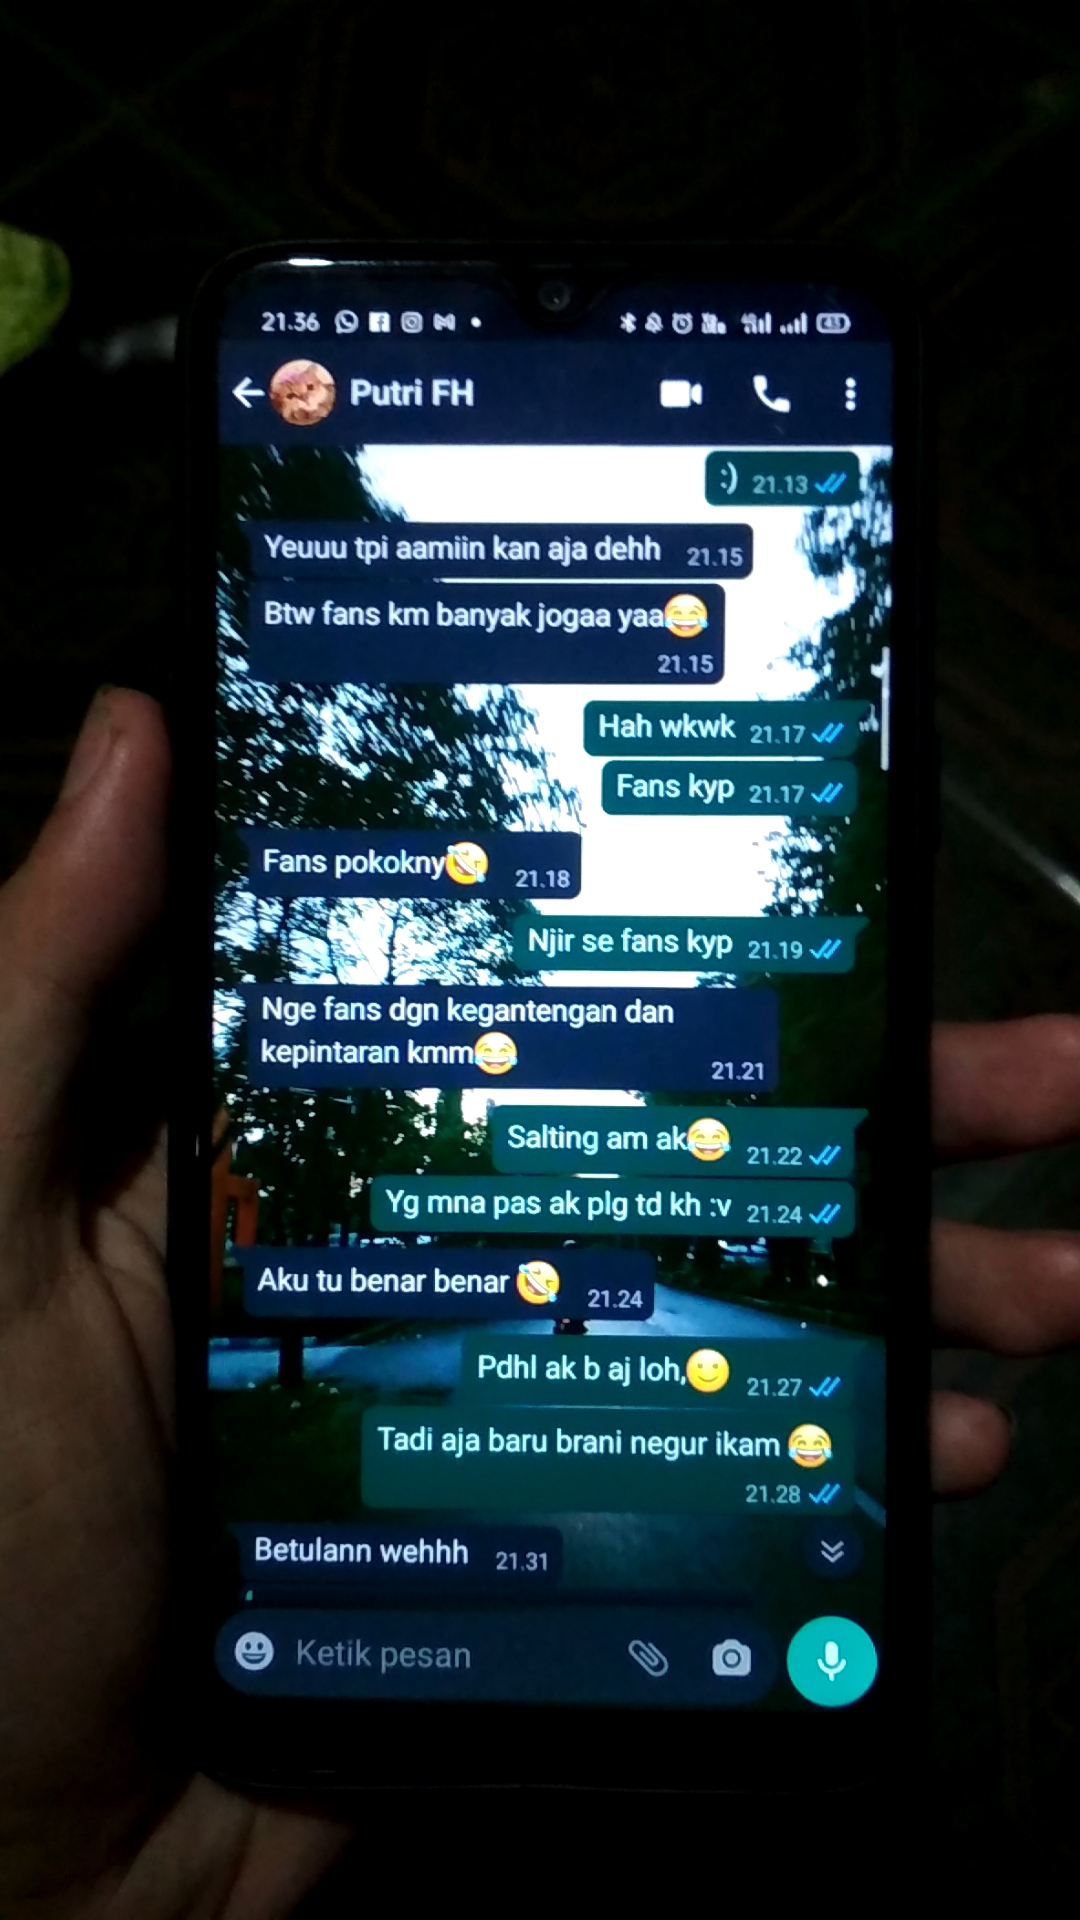 21.36
43
Putri FH
:) 21.13
Yeuuu tpi aamiin kan aja dehh 21.15
Btw fans km banyak jogaa yaa😂
21.15
Hah wkwk 21.17
Fans kyp 21.17
Fans pokokny🤣 21.18
Njir se fans kyp 21.19
Nge fans dgn kegantengan dan
kepintaran kmm😂 21.21
Salting am ak😂 21.22
Yg mna pas ak plg td kh :v 21.24
Aku tu benar benar 🤣 21.24
Pdhl ak b aj loh,🙂 21.27
Tadi aja baru brani negur ikam 😂
21.28
Betulann wehhh 21.31
Ketik pesan